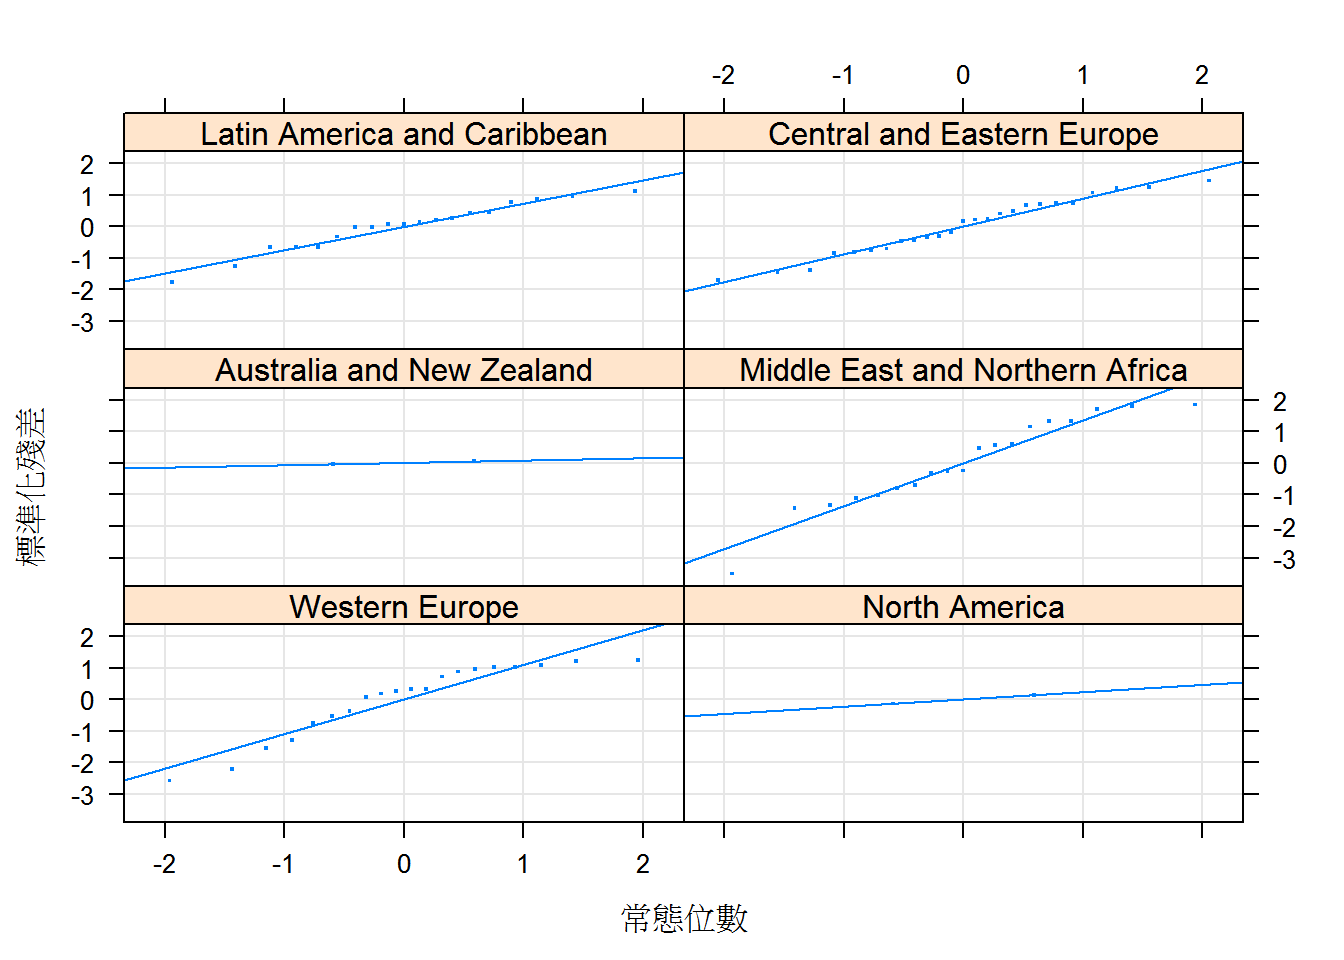 -2 -1 0 1 2
Latin America and Caribbean
Central and Eastern Europe
2
1
0
-1
-2
-3
Australia and New Zealand
Middle East and Northern Africa
2
1
0
-1
-2
-3
標準化殘差
Western Europe
North America
2
1
0
-1
-2
-3
-2 -1 0 1 2
常態位數